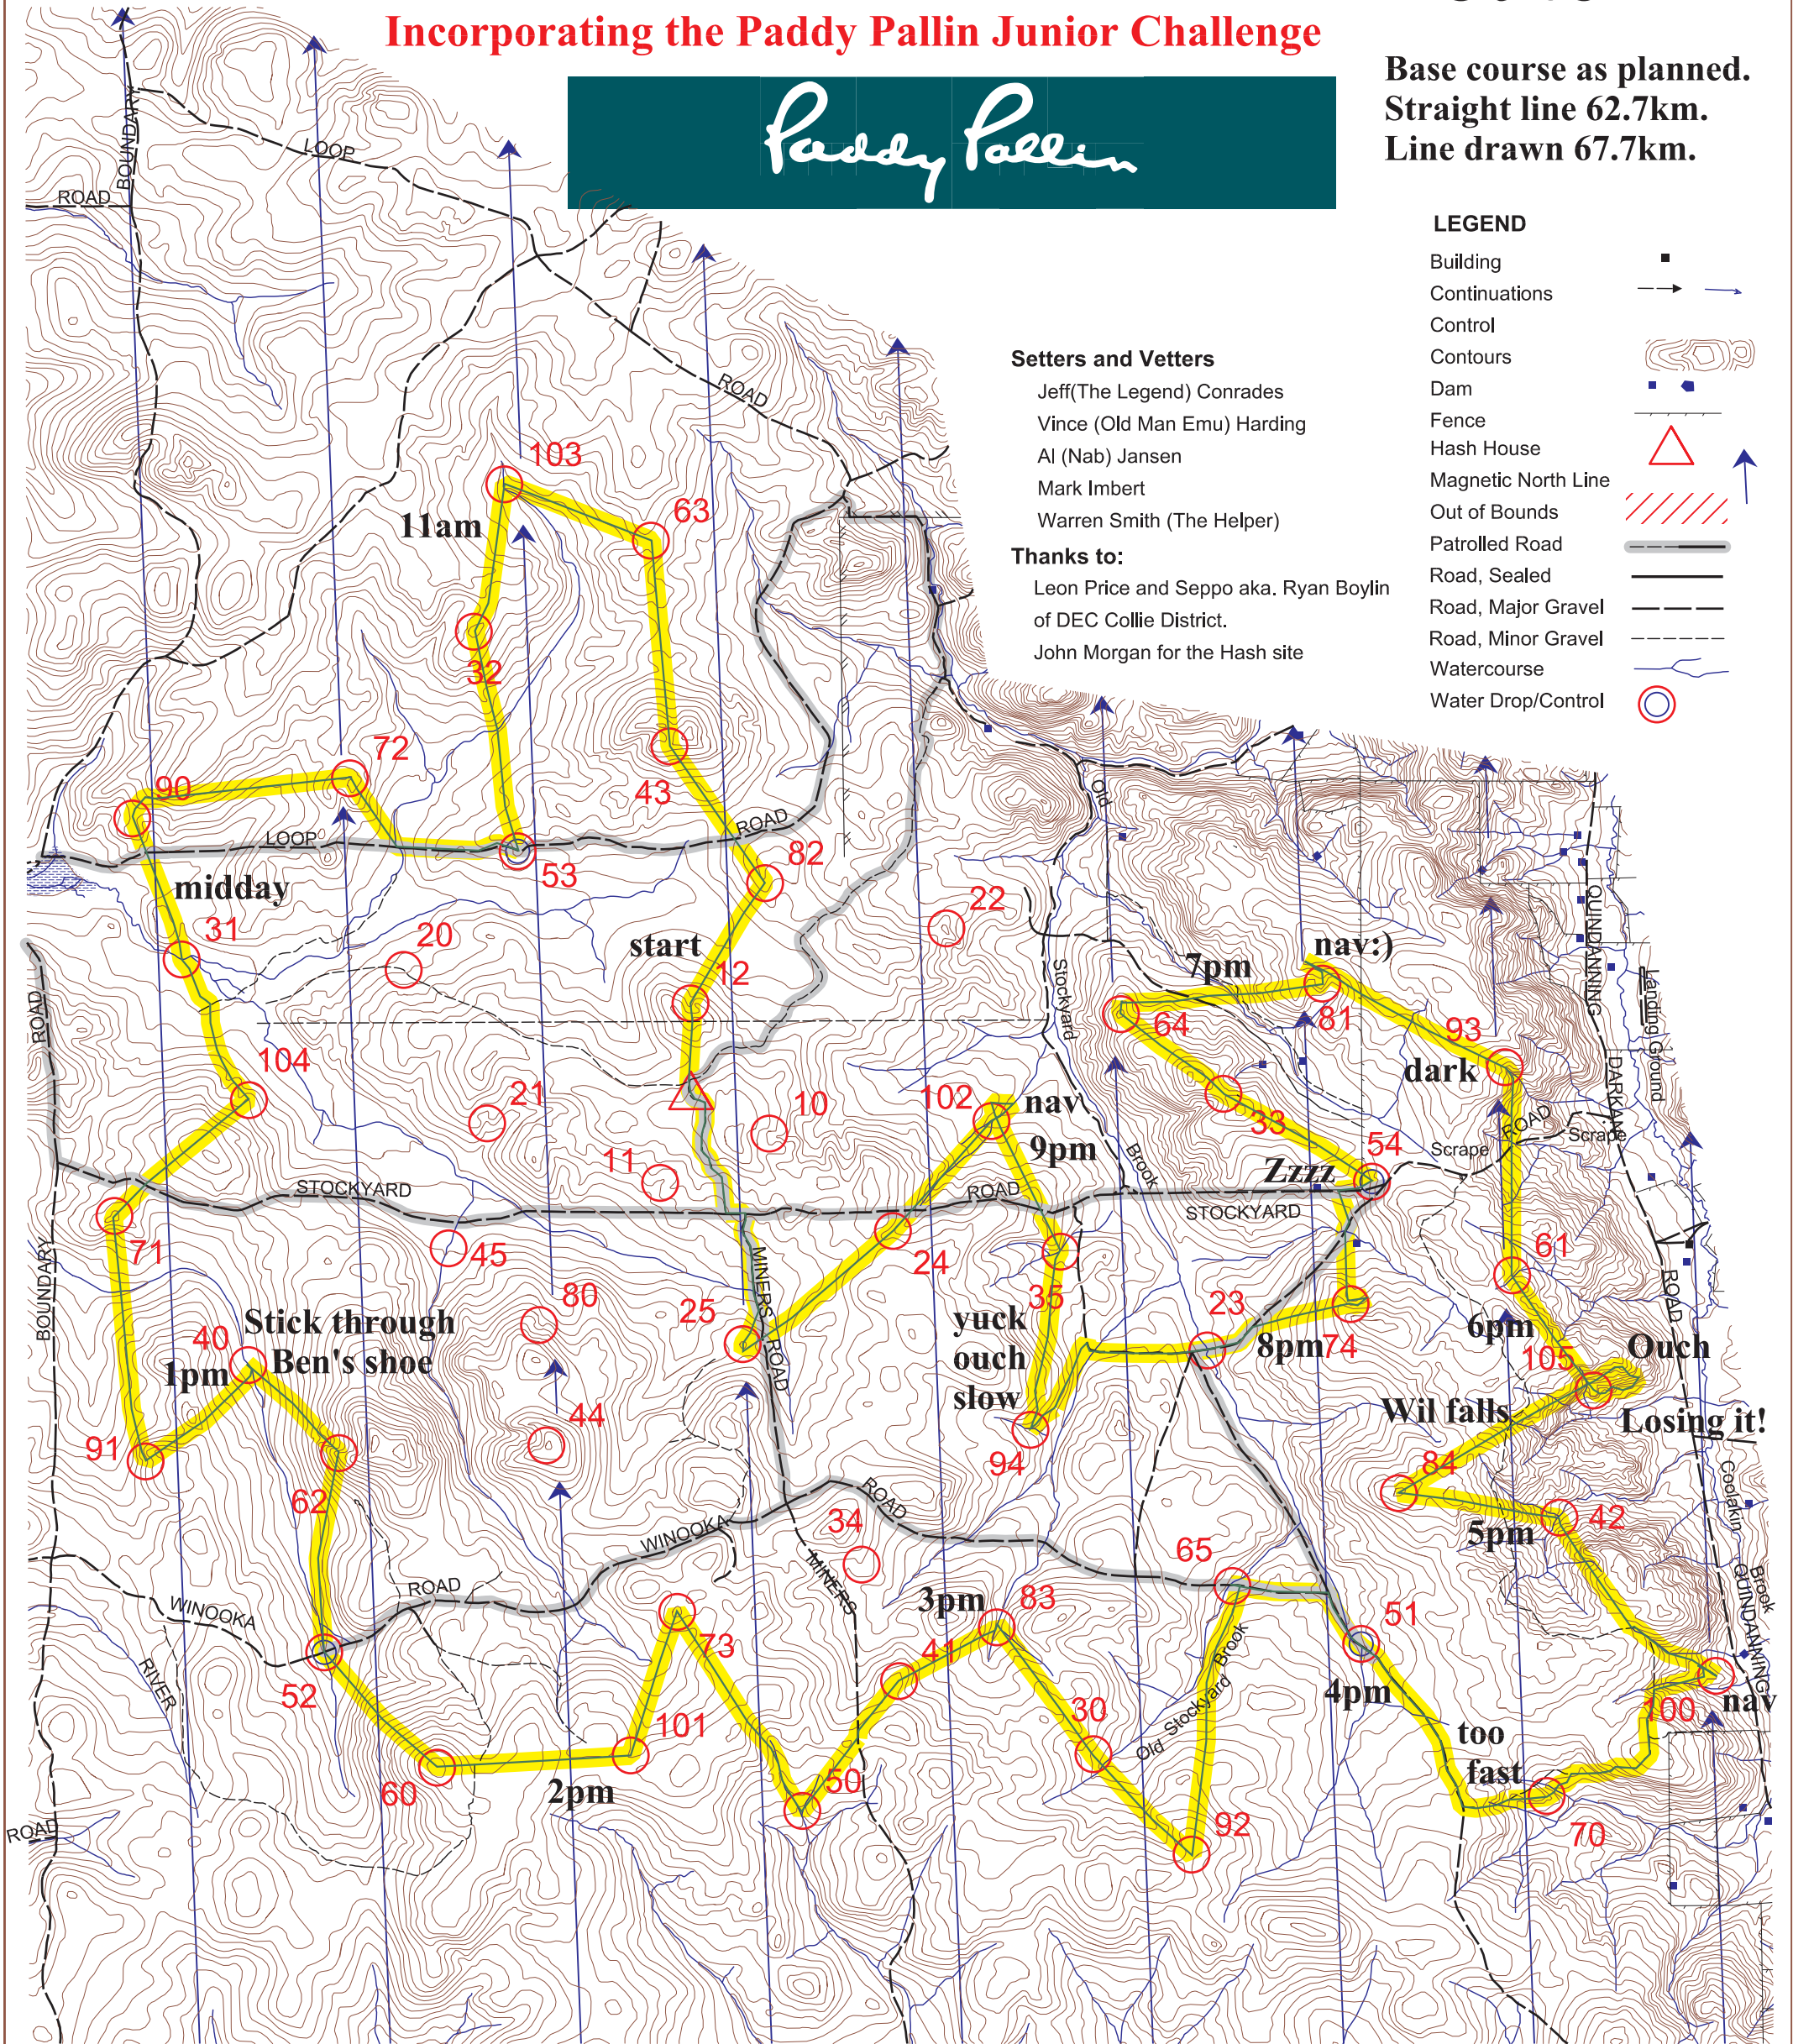 Incorporating the Paddy Pallin Junior Challenge
Paddy Pallin
Base course as planned.
Straight line 62.7km.
Line drawn 67.7km.
LEGEND
Building
Continuations
Control
Contours
Dam
Fence
Hash House
Magnetic North Line
Out of Bounds
Patrolled Road
Road, Sealed
Road, Major Gravel
Road, Minor Gravel
Watercourse
Water Drop/Control
Setters and Vetters
Jeff(The Legend) Conrades
Vince (Old Man Emu) Harding
Al (Nab) Jansen
Mark Imbert
Warren Smith (The Helper)
Thanks to:
Leon Price and Seppo aka. Ryan Boylin
of DEC Collie District.
John Morgan for the Hash site
BOUNDARY
ROAD
LOOP
ROAD
103
11am
63
32
72
90
43
LOOP
ROAD
82
53
midday
31
20
start
12
22
Old
Stockyard
Brook
nav:)
7pm
64
81
93
dark
QUINDANNING
DARKAN
ROAD
Landing Ground
ROAD
104
21
10
11
102
nav
9pm
33
54
Zzzz
Scrape
ROAD
Scrape
STOCKYARD
ROAD
STOCKYARD
71
45
24
35
61
BOUNDARY
MINERS
ROAD
80
25
23
74
8pm
6pm
105
Ouch
Stick through
Ben's shoe
40
1pm
yuck
ouch
slow
Wil falls
Losing it!
91
44
94
84
42
5pm
62
34
ROAD
WINOOKA
MINERS
65
Coolakin
Brook
QUINDANNING
WINOOKA
ROAD
3pm
83
51
4pm
RIVER
52
73
41
30
Old Stockyard Brook
100
nav
101
60
2pm
50
too
fast
92
70
ROAD